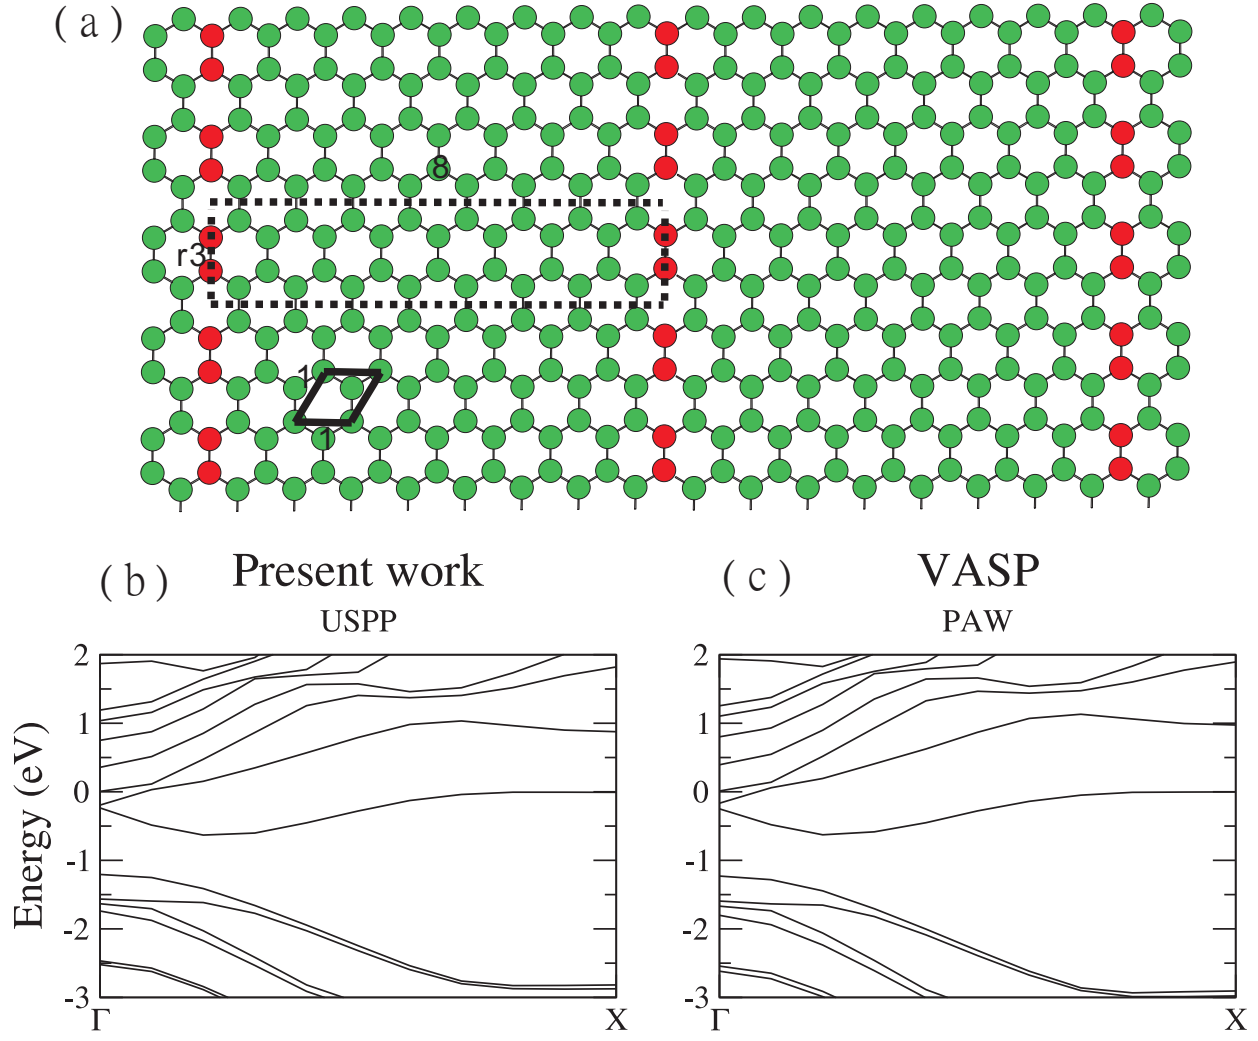 (a)
8
r3
1
1
(b) Present work
(c) VASP
USPP
PAW
2
1
0
-1
-2
-3
Energy (eV)
Γ X
2
1
0
-1
-2
-3
Γ X